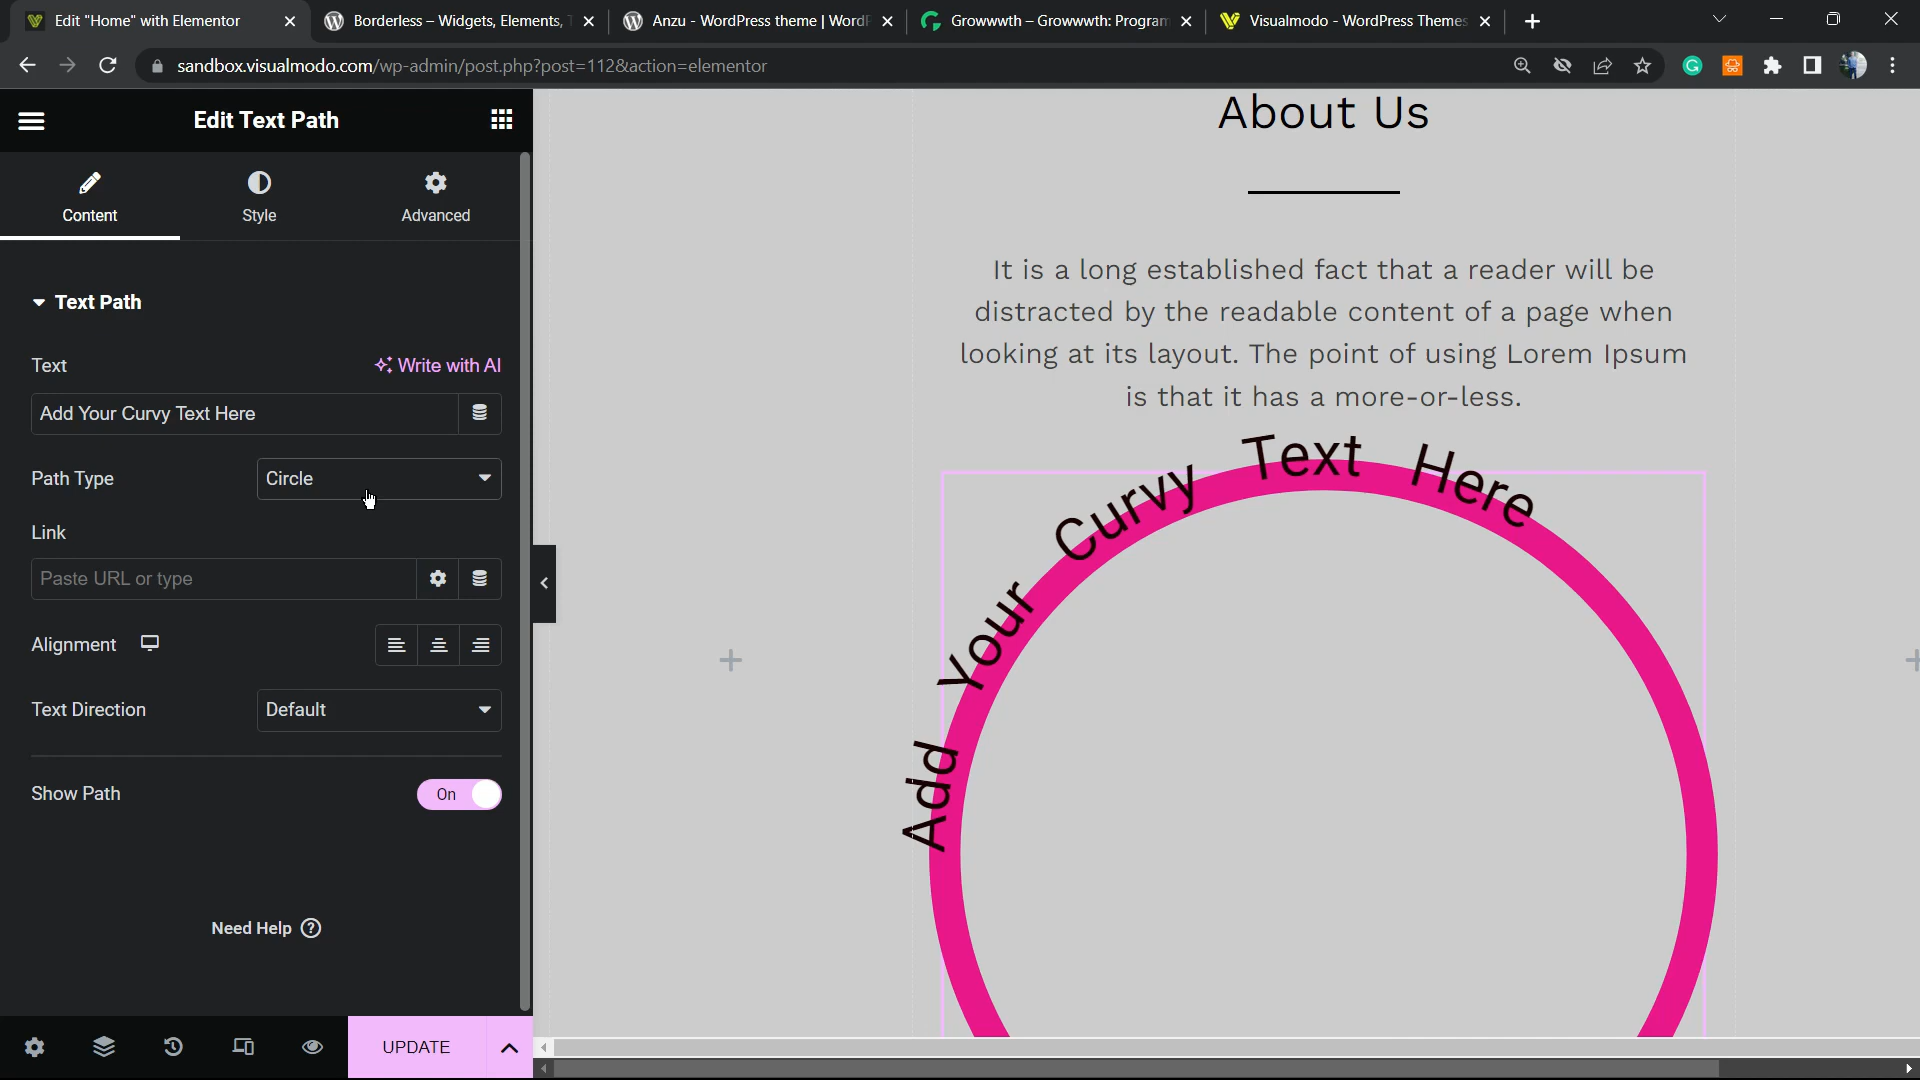 Edit "Home" with Elementor
Borderless – Widgets, Elements, T
Anzu - WordPress theme | WordP
Growwwth – Growwwth: Program
Visualmodo - WordPress Themes
sandbox.visualmodo.com/wp-admin/post.php?post=112&action=elementor
Edit Text Path
Content
Style
Advanced
Text Path
Text
Write with AI
Add Your Curvy Text Here
Path Type
Circle
Link
Paste URL or type
Alignment
Text Direction
Default
Show Path
On
Need Help
UPDATE
About Us
It is a long established fact that a reader will be
distracted by the readable content of a page when
looking at its layout. The point of using Lorem Ipsum
is that it has a more-or-less.
Add Your Curvy Text Here